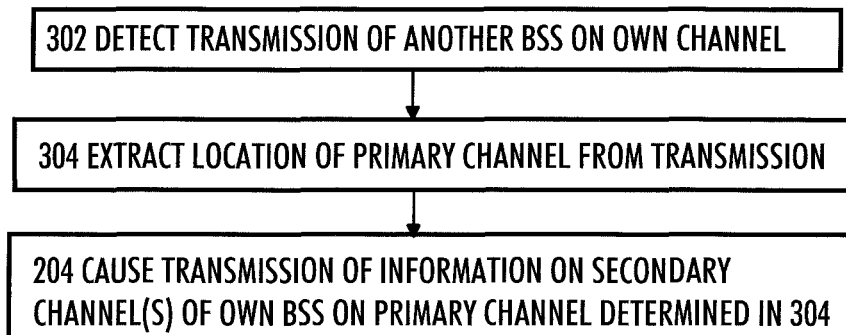 302 DETECT TRANSMISSION OF ANOTHER BSS ON OWN CHANNEL
304 EXTRACT LOCATION OF PRIMARY CHANNEL FROM TRANSMISSION
204 CAUSE TRANSMISSION OF INFORMATION ON SECONDARY
CHANNEL(S) OF OWN BSS ON PRIMARY CHANNEL DETERMINED IN 304